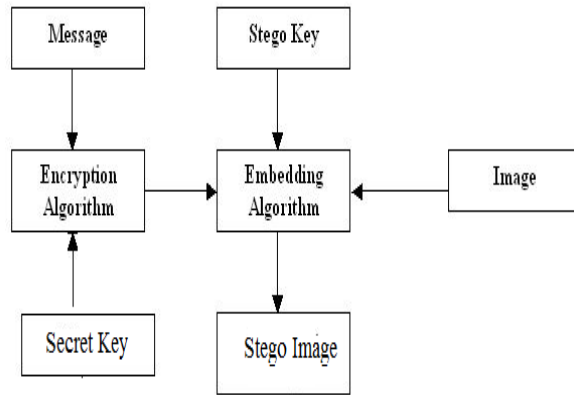 Message
Stego Key
Encryption
Algorithm
Embedding
Algorithm
Image
Secret Key
Stego Image